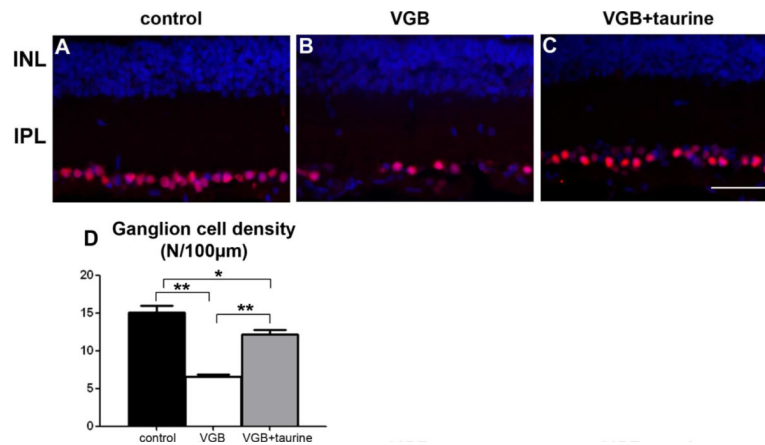 control VGB VGB+taurine
A B C
INL
IPL
D Ganglion cell density
(N/100µm)
20
*
** 
15
**
10
5
0
control VGB VGB+taurine